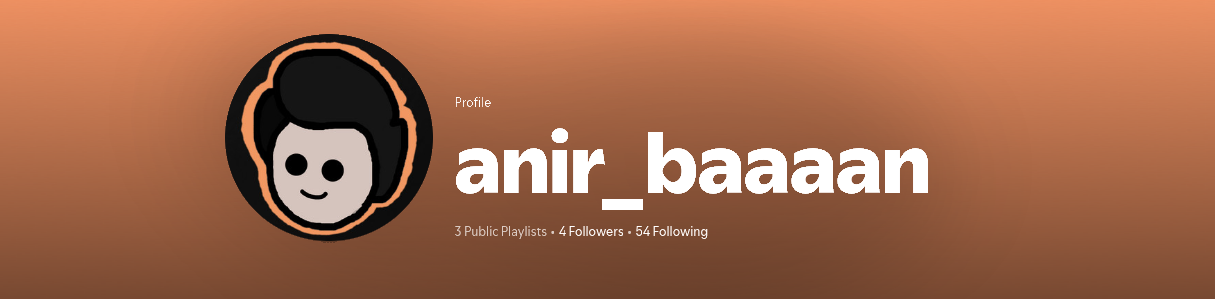 Profile
anir_baaaan
3 Public Playlists • 4 Followers • 54 Following